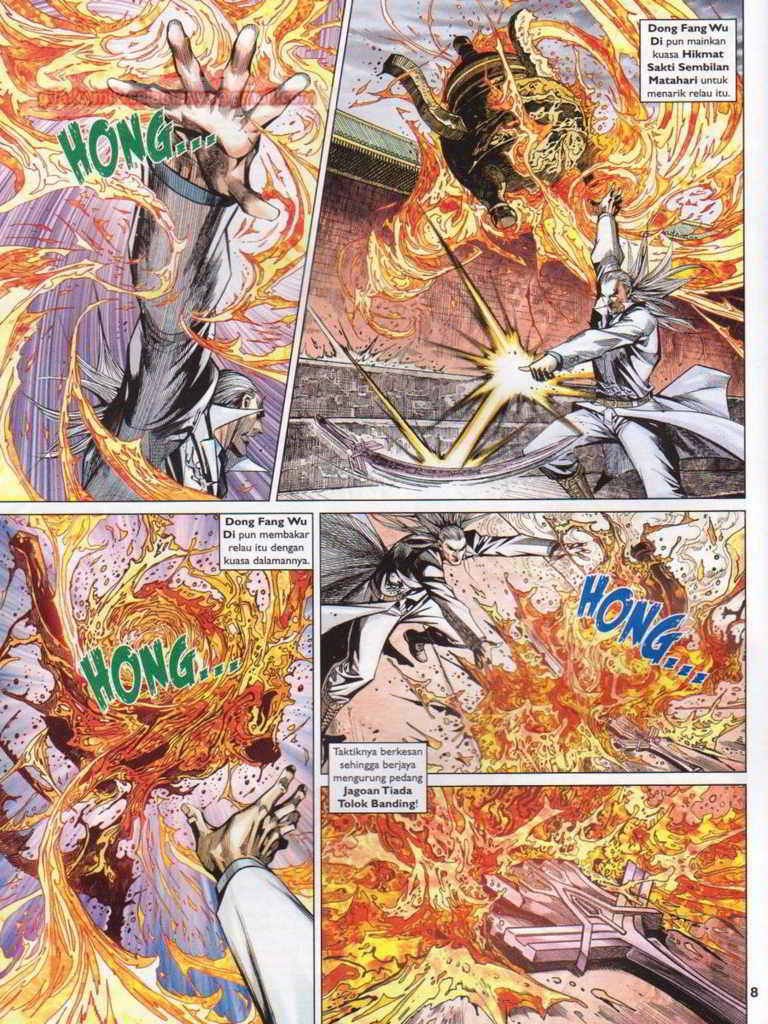 HONG...
Dong Fang Wu
Di pun mainkan
kuasa Hikmat
Sakti Sembilan
Matahari untuk
menarik relau itu.
Dong Fang Wu
Di pun membakar
relau itu dengan
kuasa dalamannya.
HONG...
HONG...
Taktiknya berkesan
sehingga berjaya
mengurung pedang
Jagoan Tiada
Tolok Banding!
8